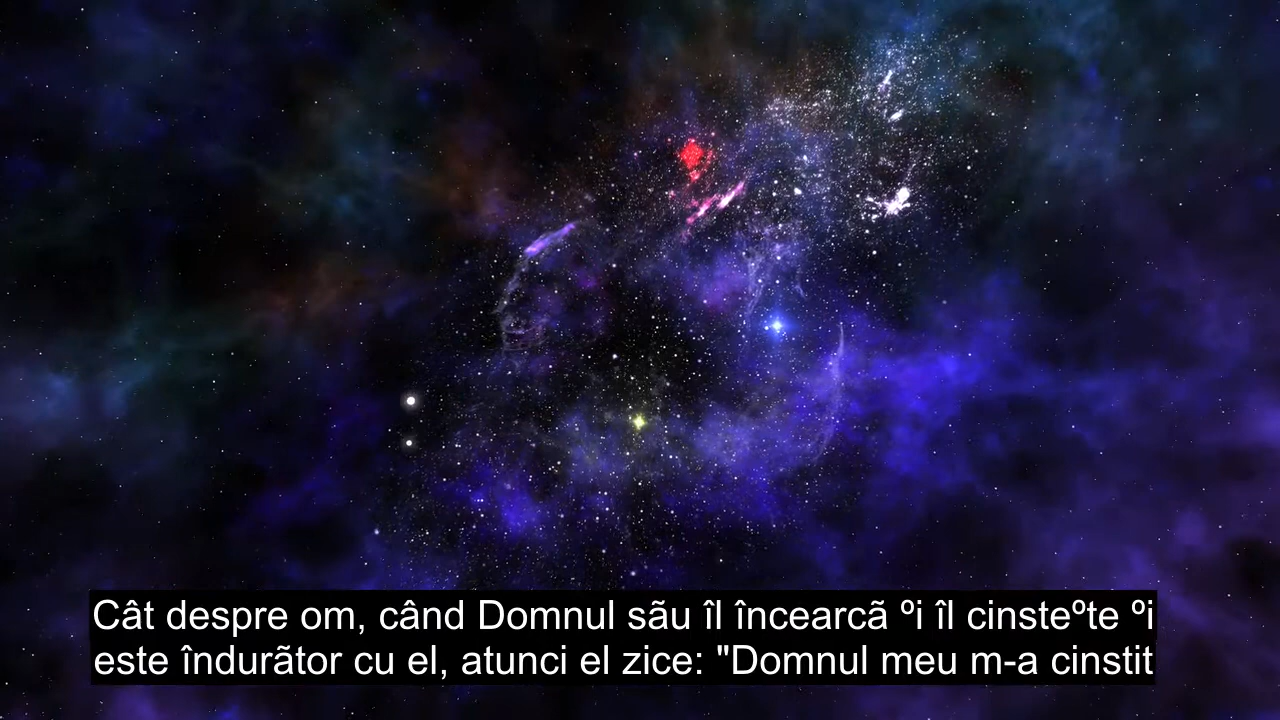 Cât despre om, când Domnul sãu îl încearcã ºi îl cinsteºte ºi
este îndurãtor cu el, atunci el zice: "Domnul meu m-a cinstit